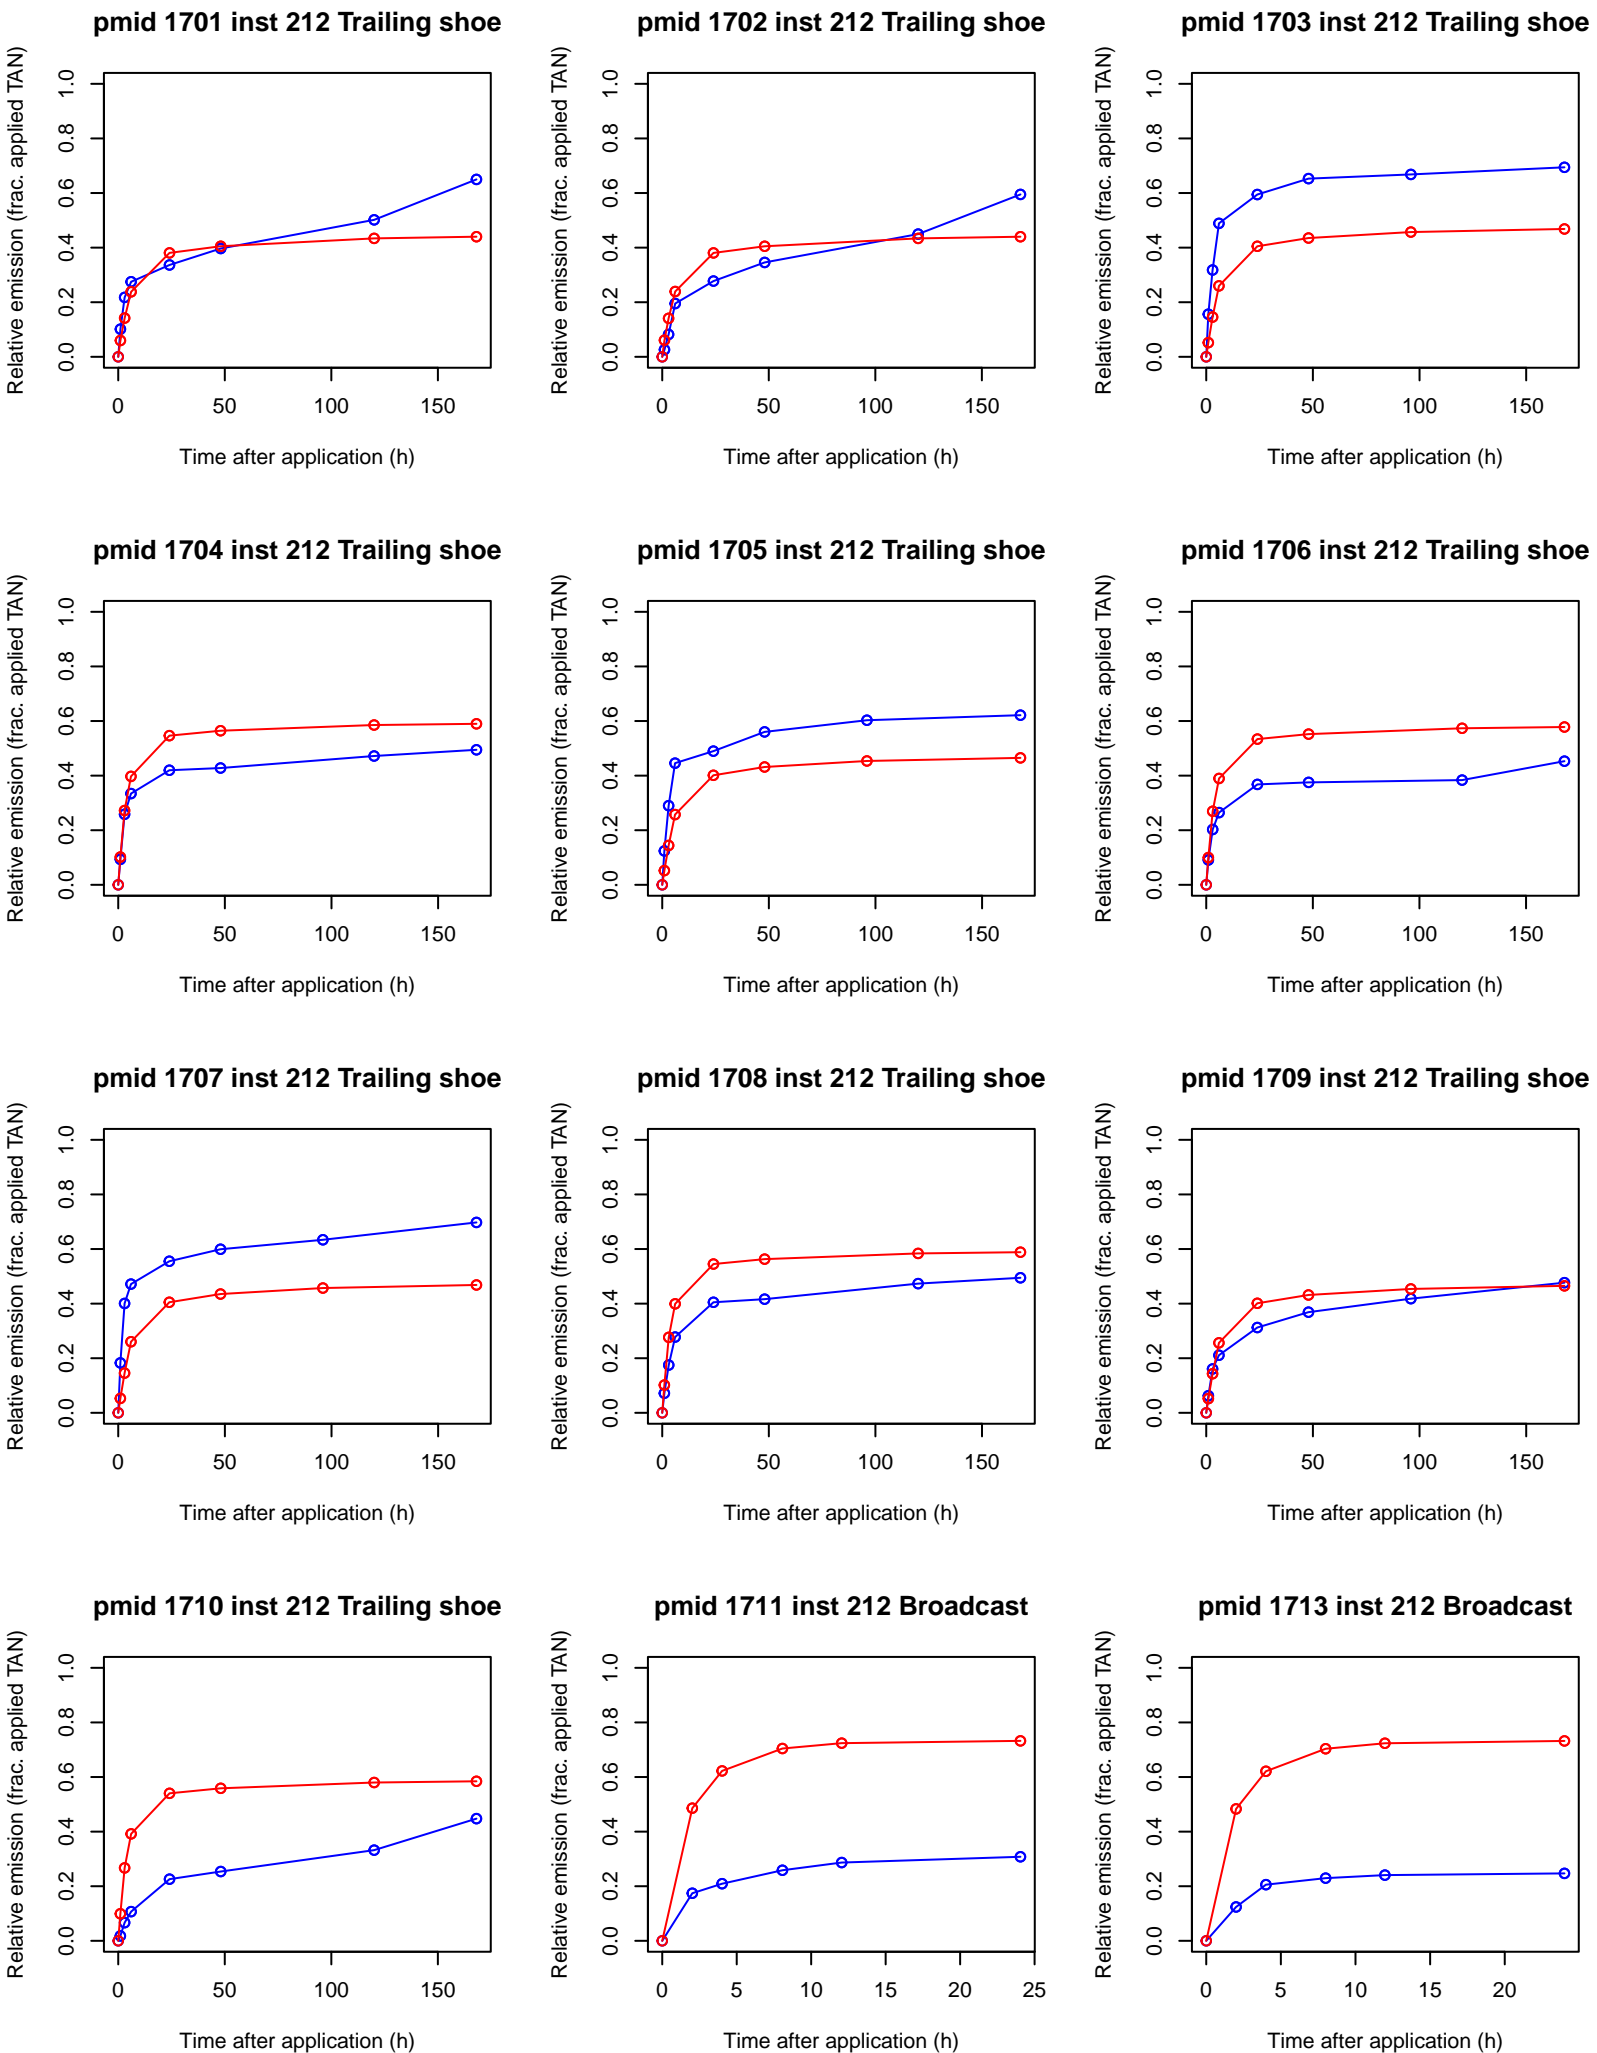 pmid 1701 inst 212 Trailing shoe
Relative emission (frac. applied TAN)
1.0
0.8
0.6
0.4
0.2
0.0
0 50 100 150
Time after application (h)
pmid 1702 inst 212 Trailing shoe
Relative emission (frac. applied TAN)
1.0
0.8
0.6
0.4
0.2
0.0
0 50 100 150
Time after application (h)
pmid 1703 inst 212 Trailing shoe
Relative emission (frac. applied TAN)
1.0
0.8
0.6
0.4
0.2
0.0
0 50 100 150
Time after application (h)
pmid 1704 inst 212 Trailing shoe
Relative emission (frac. applied TAN)
1.0
0.8
0.6
0.4
0.2
0.0
0 50 100 150
Time after application (h)
pmid 1705 inst 212 Trailing shoe
Relative emission (frac. applied TAN)
1.0
0.8
0.6
0.4
0.2
0.0
0 50 100 150
Time after application (h)
pmid 1706 inst 212 Trailing shoe
Relative emission (frac. applied TAN)
1.0
0.8
0.6
0.4
0.2
0.0
0 50 100 150
Time after application (h)
pmid 1707 inst 212 Trailing shoe
Relative emission (frac. applied TAN)
1.0
0.8
0.6
0.4
0.2
0.0
0 50 100 150
Time after application (h)
pmid 1708 inst 212 Trailing shoe
Relative emission (frac. applied TAN)
1.0
0.8
0.6
0.4
0.2
0.0
0 50 100 150
Time after application (h)
pmid 1709 inst 212 Trailing shoe
Relative emission (frac. applied TAN)
1.0
0.8
0.6
0.4
0.2
0.0
0 50 100 150
Time after application (h)
pmid 1710 inst 212 Trailing shoe
Relative emission (frac. applied TAN)
1.0
0.8
0.6
0.4
0.2
0.0
0 50 100 150
Time after application (h)
pmid 1711 inst 212 Broadcast
Relative emission (frac. applied TAN)
1.0
0.8
0.6
0.4
0.2
0.0
0 5 10 15 20 25
Time after application (h)
pmid 1713 inst 212 Broadcast
Relative emission (frac. applied TAN)
1.0
0.8
0.6
0.4
0.2
0.0
0 5 10 15 20
Time after application (h)